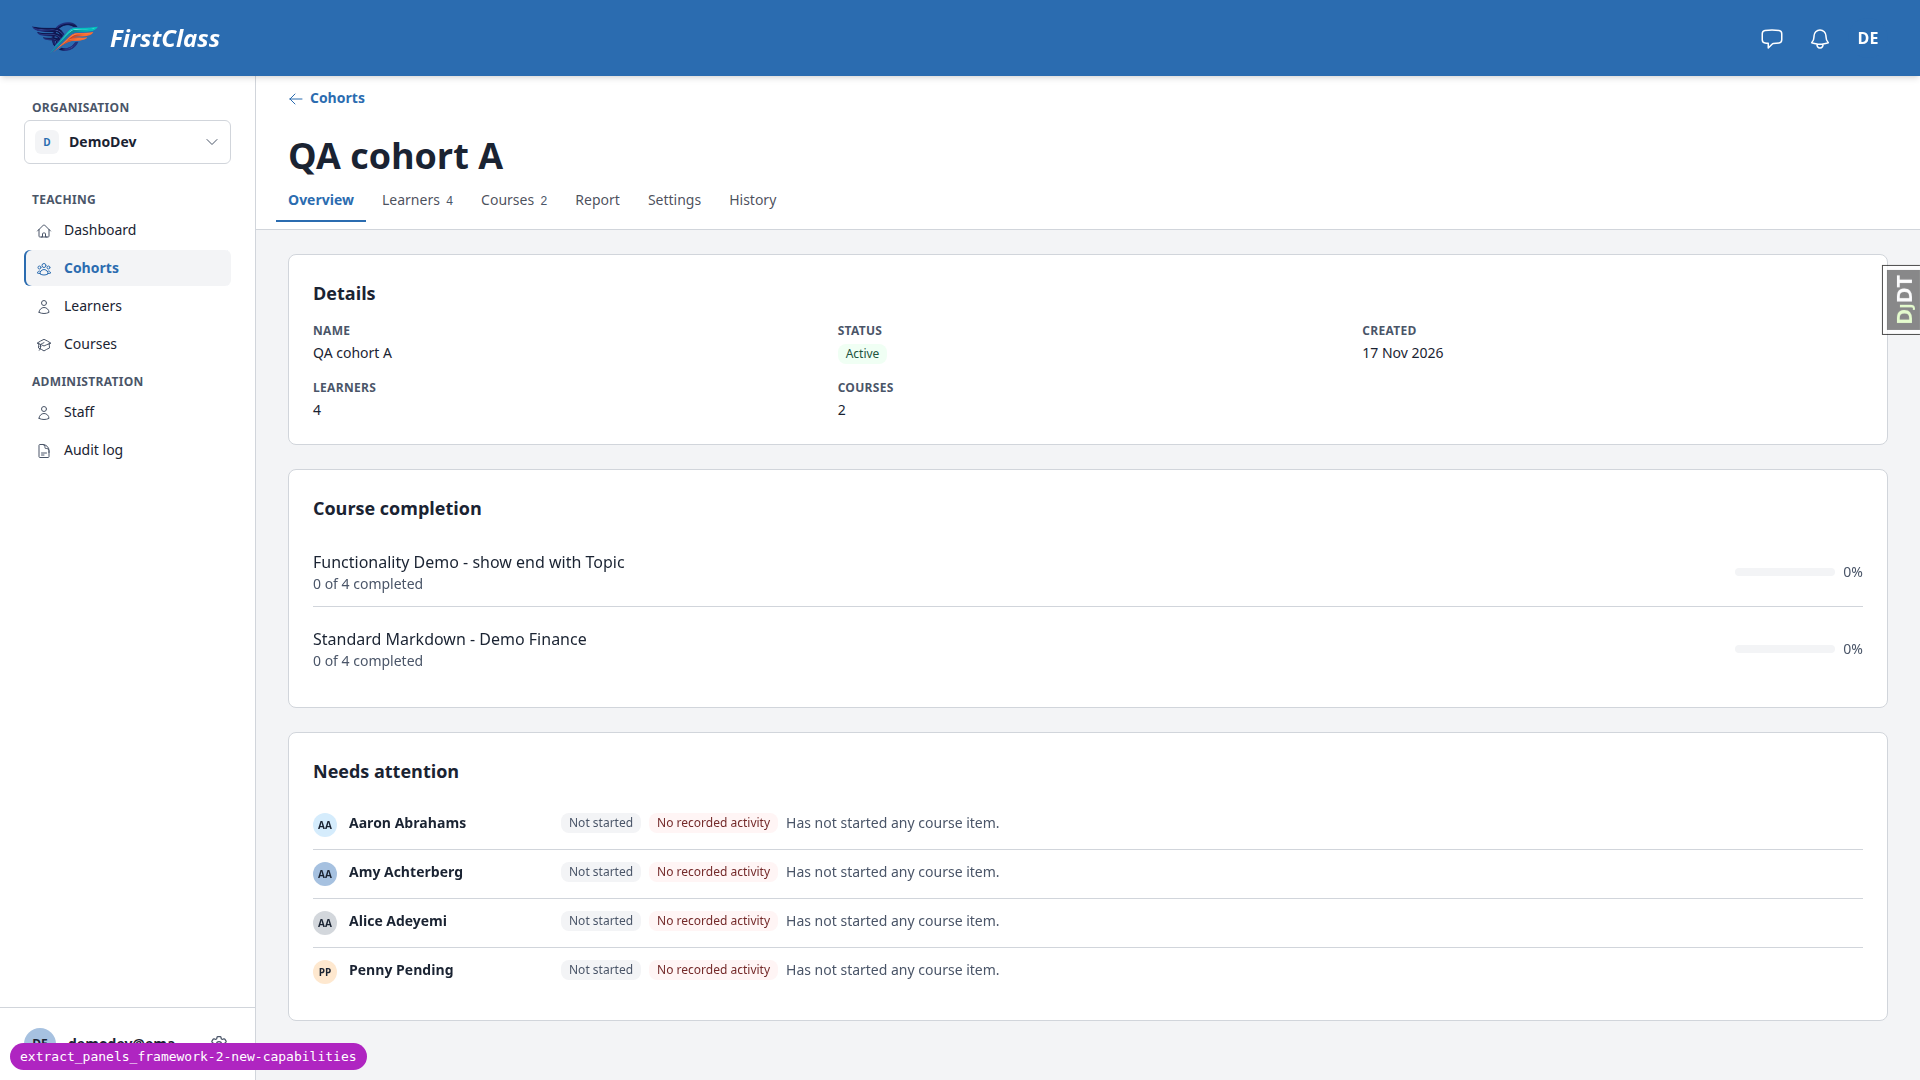 FirstClass
DE
ORGANISATION
D DemoDev
TEACHING
Dashboard
Cohorts
Learners
Courses
ADMINISTRATION
Staff
Audit log
extract_panels_framework-2-new-capabilities
Cohorts
QA cohort A
Overview Learners 4 Courses 2 Report Settings History
Details
NAME STATUS CREATED
QA cohort A Active 17 Nov 2026
LEARNERS COURSES
4 2
Course completion
Functionality Demo - show end with Topic
0 of 4 completed 0%
Standard Markdown - Demo Finance
0 of 4 completed 0%
Needs attention
AA Aaron Abrahams Not started No recorded activity Has not started any course item.
AA Amy Achterberg Not started No recorded activity Has not started any course item.
AA Alice Adeyemi Not started No recorded activity Has not started any course item.
PP Penny Pending Not started No recorded activity Has not started any course item.
DjDT